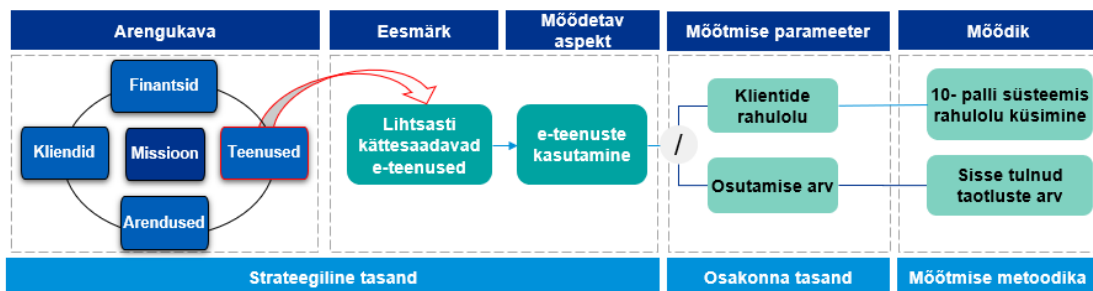 Arengukava
Eesmärk
Mõõdetav
aspekt
Mõõtmise parameeter
Mõõdik
Finantsid
Kliendid
Missioon
Teenused
Arendused
Lihtsasti
kättesaadavad
e-teenused
e-teenuste
kasutamine
/
Klientide
rahulolu
Osutamise arv
10- palli süsteemis
rahulolu küsimine
Sisse tulnud
taotluste arv
Strateegiline tasand
Osakonna tasand
Mõõtmise metoodika